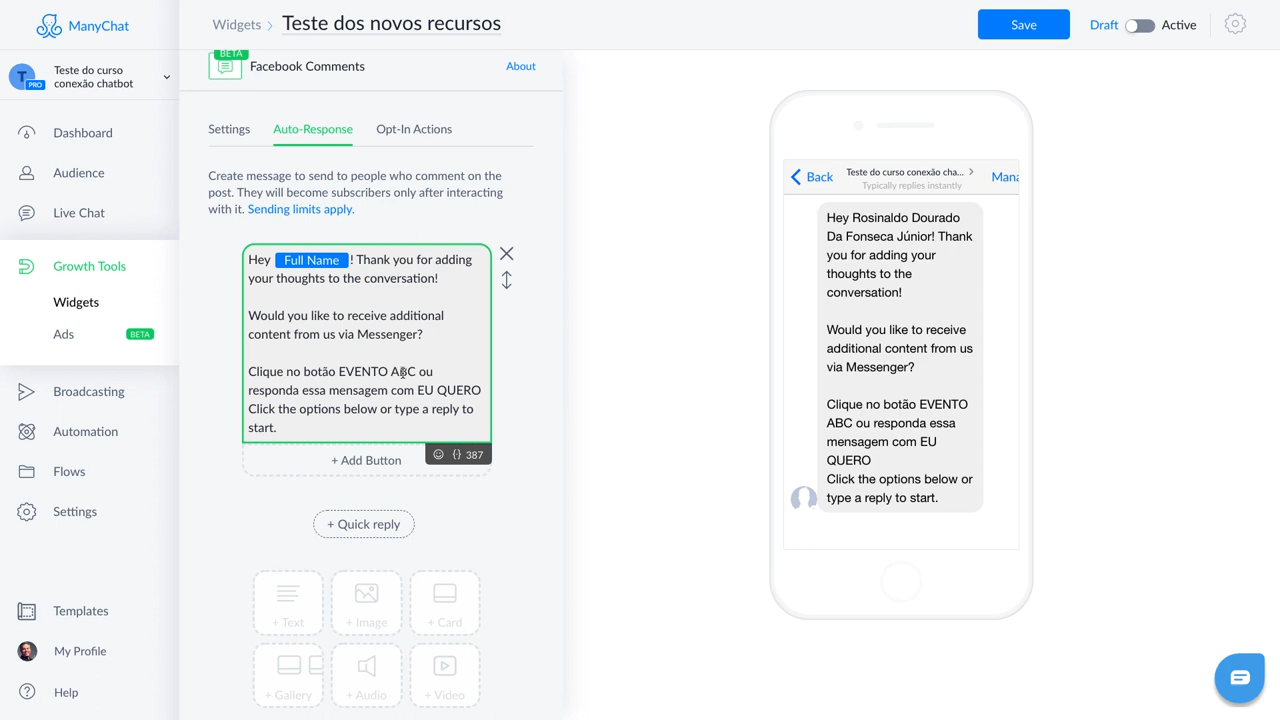 ManyChat
Widgets
Teste dos novos recursos
Save
Draft
Active
T
PRO
Teste do curso
conexão chatbot
Dashboard
Audience
Live Chat
Growth Tools
Widgets
Ads
BETA
Broadcasting
Automation
Flows
Settings
Templates
My Profile
Help
BETA
Facebook Comments
About
Settings
Auto-Response
Opt-In Actions
Create message to send to people who comment on the
post. They will become subscribers only after interacting
with it. Sending limits apply.
Hey Full Name ! Thank you for adding
your thoughts to the conversation!
Would you like to receive additional
content from us via Messenger?
Clique no botão EVENTO ABC ou
responda essa mensagem com EU QUERO
Click the options below or type a reply to
start.
{} 387
+ Add Button
+ Quick reply
+ Text
+ Image
+ Card
+ Gallery
+ Audio
+ Video
Back
Teste do curso conexão cha...
Typically replies instantly
Mana
Hey Rosinaldo Dourado
Da Fonseca Júnior! Thank
you for adding your
thoughts to the
conversation!
Would you like to receive
additional content from us
via Messenger?
Clique no botão EVENTO
ABC ou responda essa
mensagem com EU
QUERO
Click the options below or
type a reply to start.